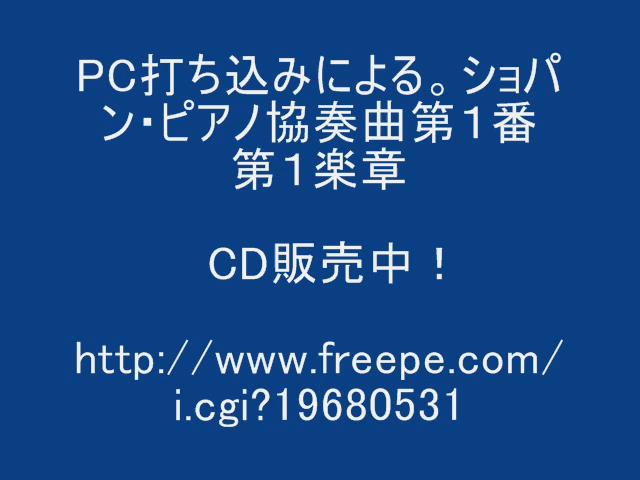 PC打ち込みによる。ショパ
ン・ピアノ協奏曲第１番
第１楽章
CD販売中！
http://www.freepe.com/
i.cgi?19680531